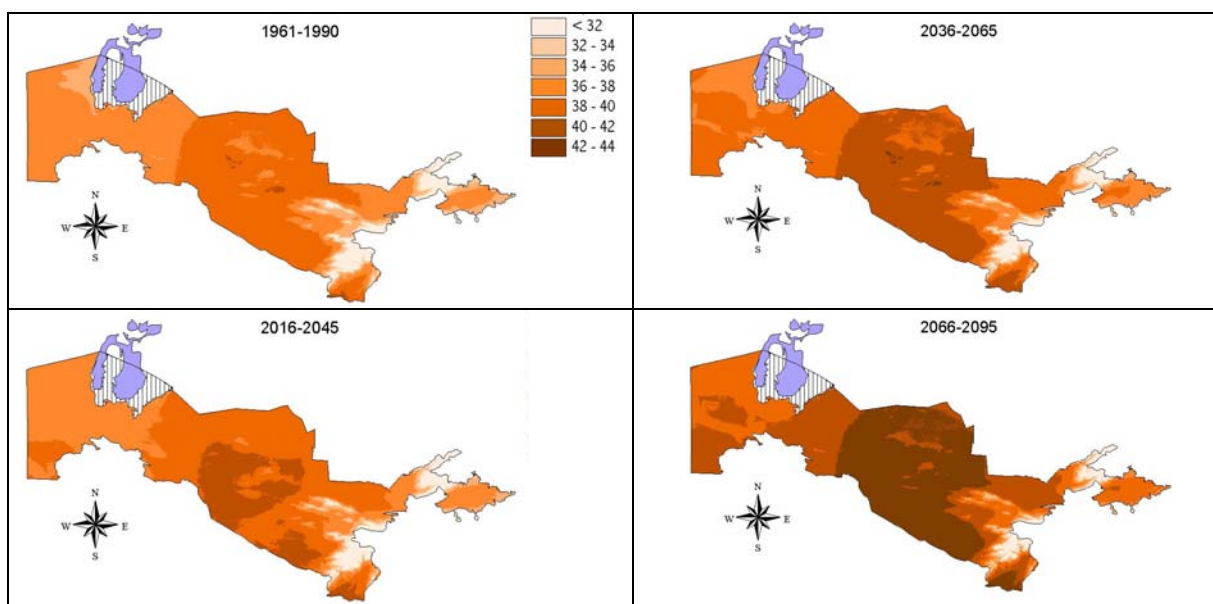 1961-1990
< 32
32 - 34
34 - 36
36 - 38
38 - 40
40 - 42
42 - 44
N
W E
S
2036-2065
N
W E
S
2016-2045
N
W E
S
2066-2095
N
W E
S